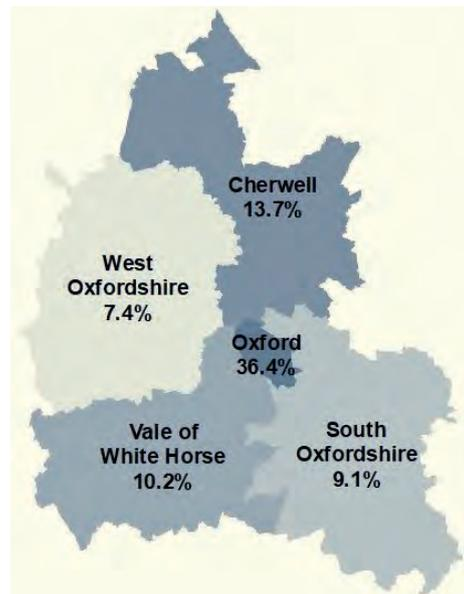 Cherwell
13.7%
West
Oxfordshire
7.4%
Oxford
36.4%
Vale of
White Horse
10.2%
South
Oxfordshire
9.1%